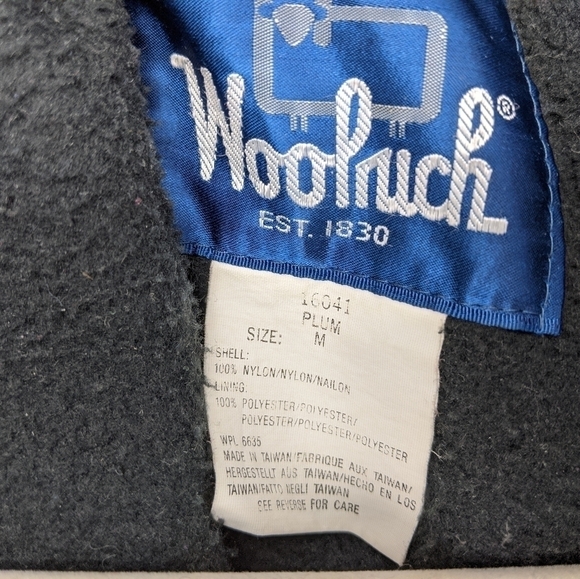 Woolrich®
EST. 1830
16041
PLUM
SIZE: M
SHELL:
100% NYLON/NYLON/NAILON
LINING:
100% POLYESTER/POLYESTER/
POLYESTER/POLYESTER/POLYESTER
WPL 6635
MADE IN TAIWAN/FABRIQUE AUX TAIWAN/
HERGESTELLT AUS TAIWAN/HECHO EN LOS
TAIWAN/FATTO NEGLI TAIWAN
SEE REVERSE FOR CARE